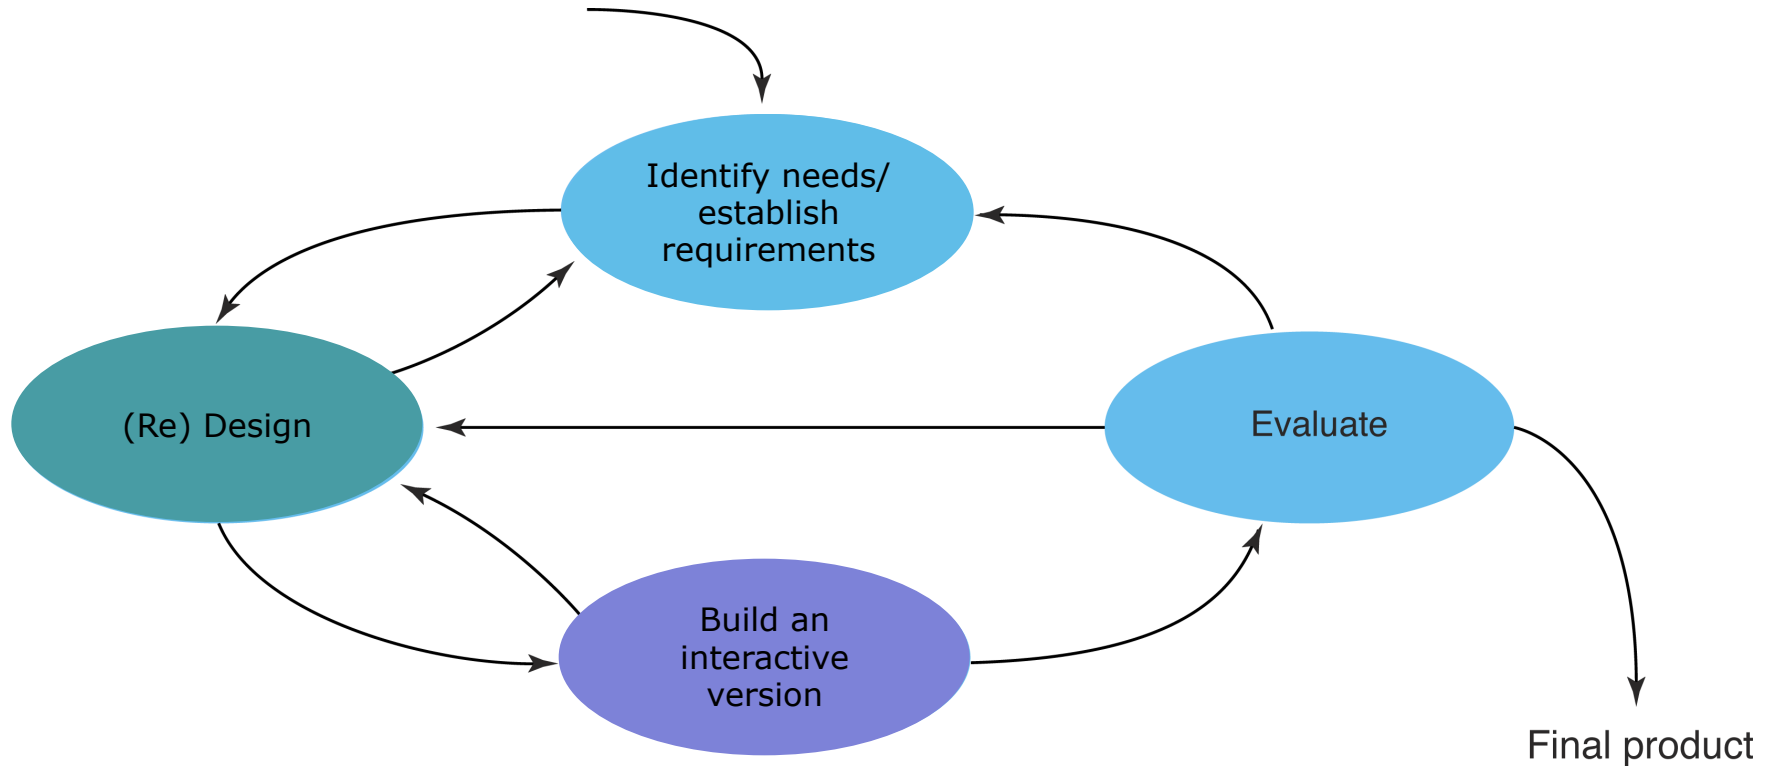 Identify needs/
establish
requirements
(Re) Design
Evaluate
Build an
interactive
version
Final product